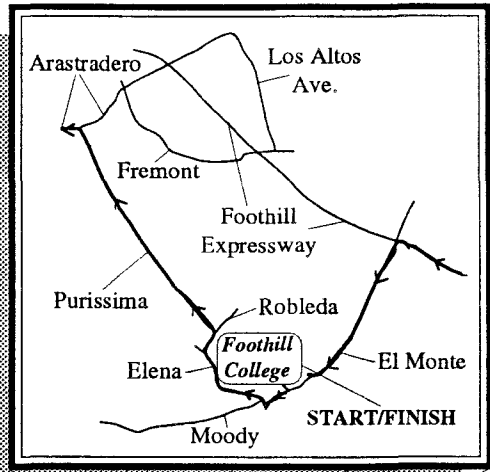 Arastradero
Los Altos
Ave.
Fremont
Foothill
Expressway
Purissima
Robleda
Foothill
College
Elena
El Monte
START/FINISH
Moody